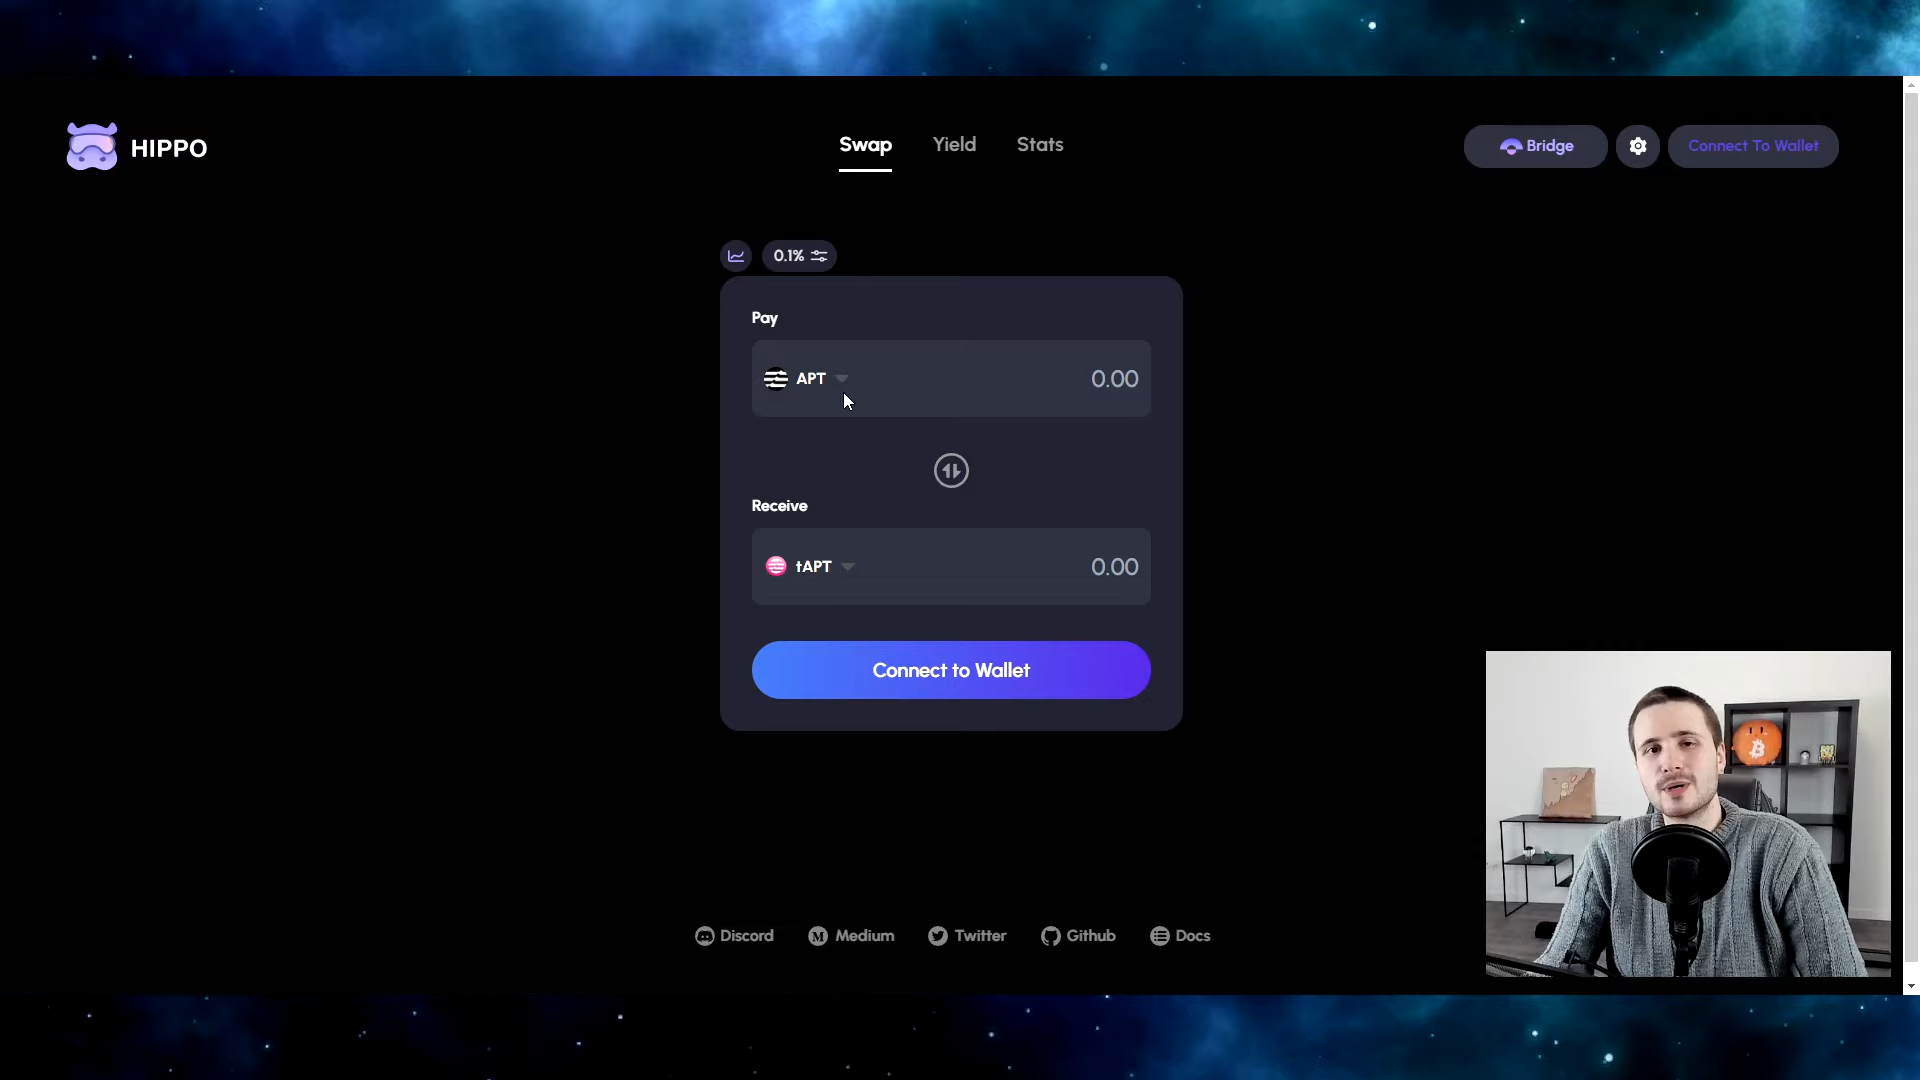 HIPPO
Swap Yield Stats
Bridge
Connect To Wallet
0.1%
Pay
APT 0.00
Receive
tAPT 0.00
Connect to Wallet
Discord Medium Twitter Github Docs